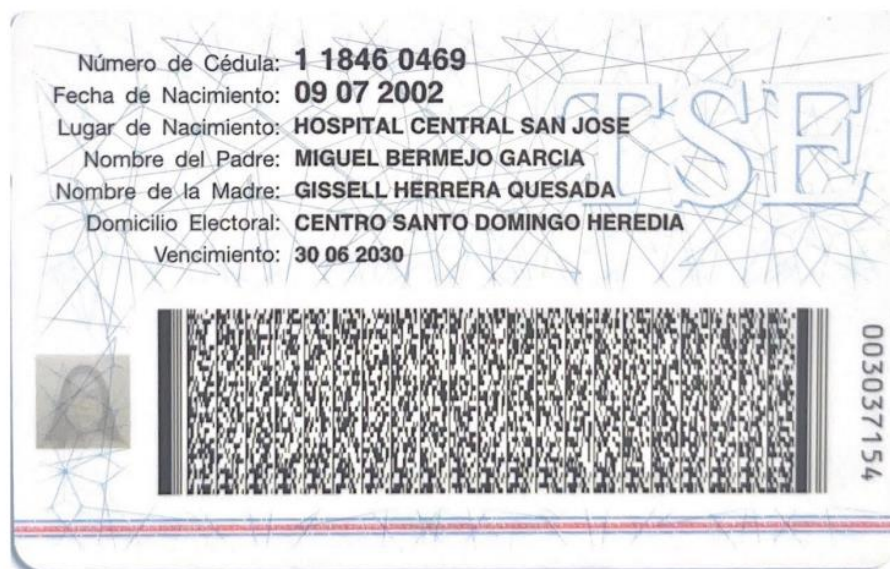 Número de Cédula: 1 1846 0469
Fecha de Nacimiento: 09 07 2002
Lugar de Nacimiento: HOSPITAL CENTRAL SAN JOSE
Nombre del Padre: MIGUEL BERMEJO GARCIA
Nombre de la Madre: GISSELL HERRERA QUESADA
Domicilio Electoral: CENTRO SANTO DOMINGO HEREDIA
Vencimiento: 30 06 2030
TSE
003037154